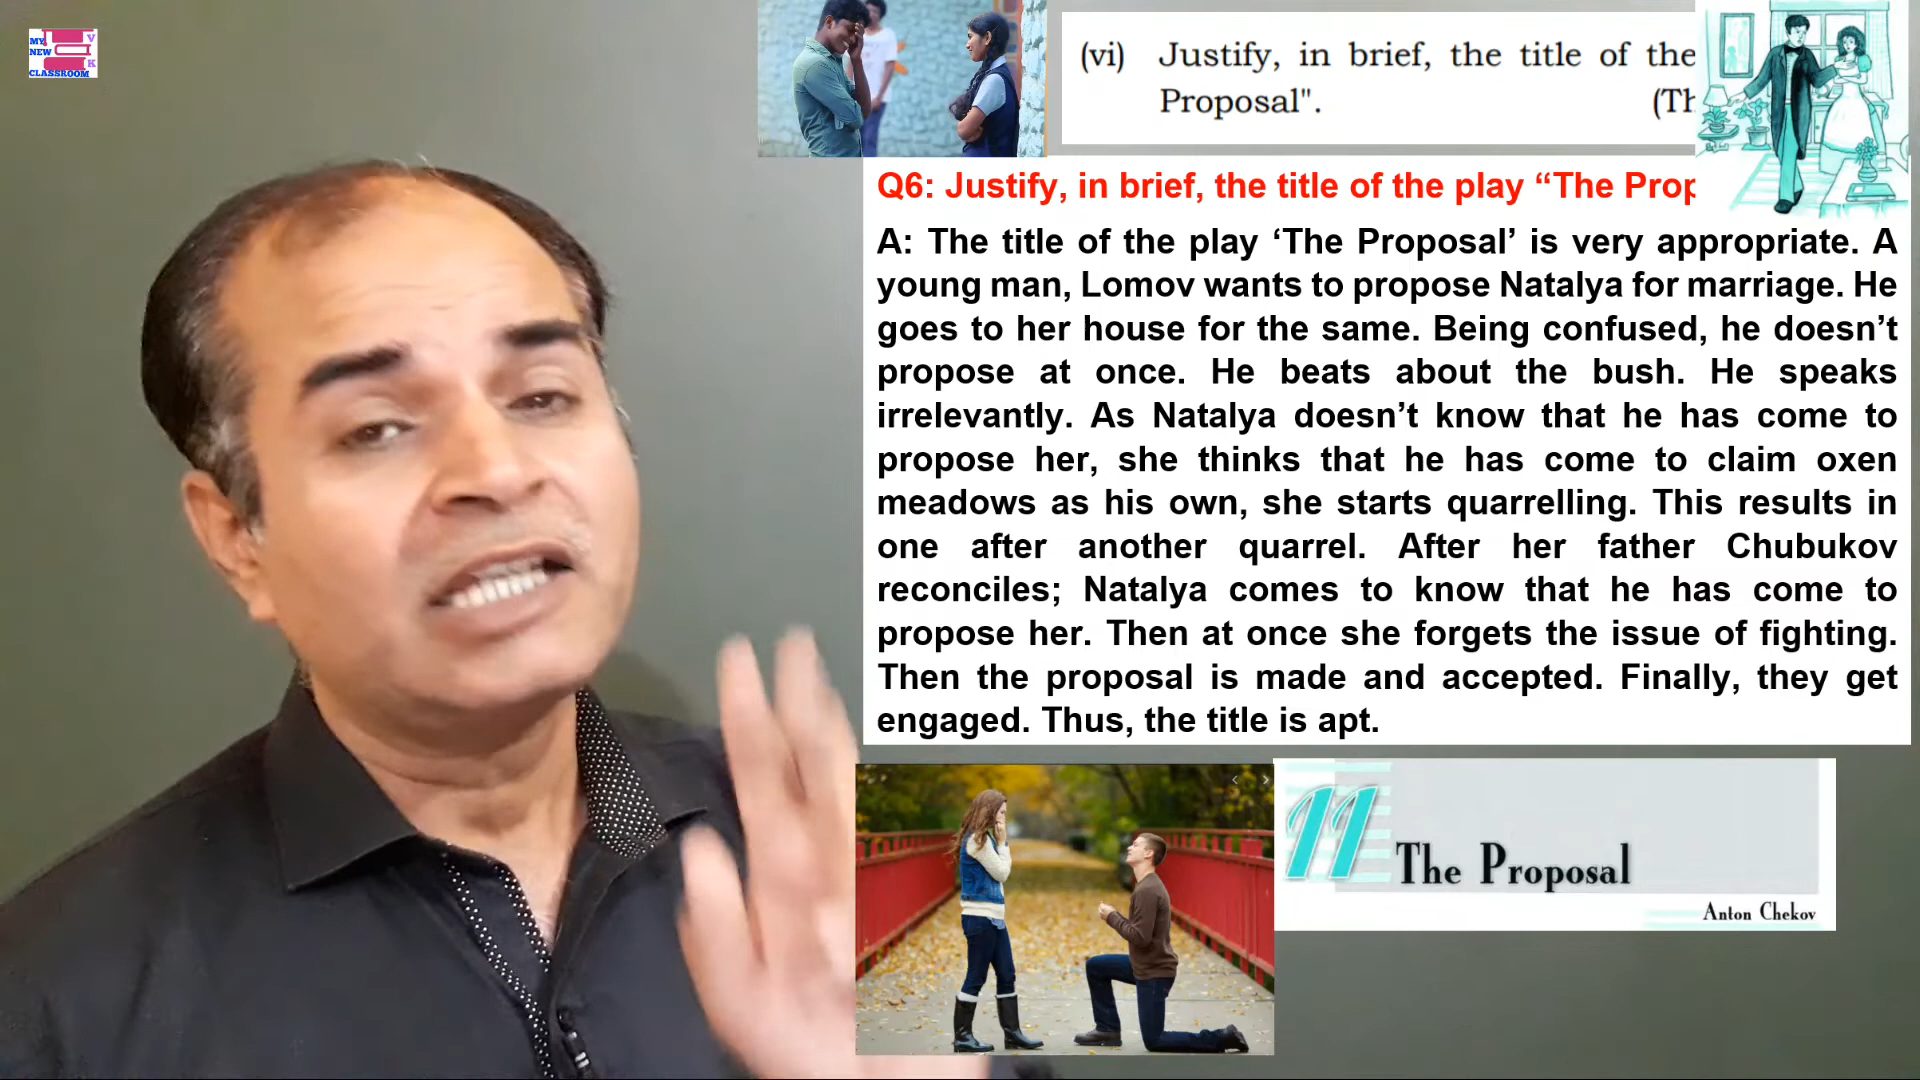 MY
NEW
CLASSROOM
V
K
(vi) Justify, in brief, the title of the
Proposal". (Th
Q6: Justify, in brief, the title of the play “The Prop
A: The title of the play ‘The Proposal’ is very appropriate. A
young man, Lomov wants to propose Natalya for marriage. He
goes to her house for the same. Being confused, he doesn’t
propose at once. He beats about the bush. He speaks
irrelevantly. As Natalya doesn’t know that he has come to
propose her, she thinks that he has come to claim oxen
meadows as his own, she starts quarrelling. This results in
one after another quarrel. After her father Chubukov
reconciles; Natalya comes to know that he has come to
propose her. Then at once she forgets the issue of fighting.
Then the proposal is made and accepted. Finally, they get
engaged. Thus, the title is apt.
11
The Proposal
Anton Chekov